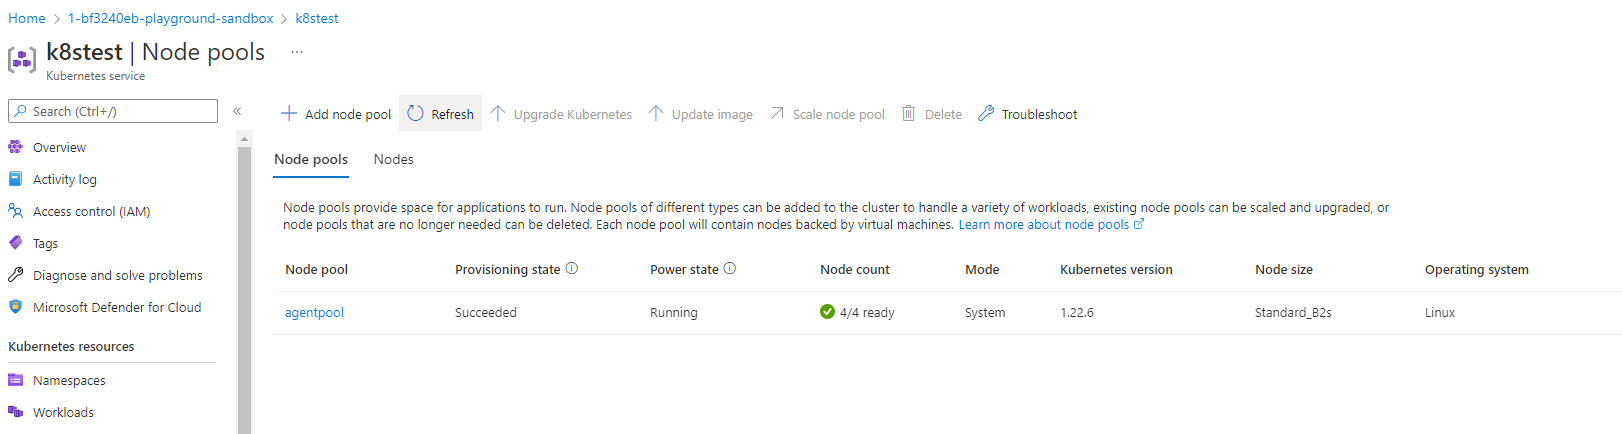 Home > 1-bf3240eb-playground-sandbox > k8stest
k8stest | Node pools ...
Kubernetes service
Search (Ctrl+/) «
Add node pool Refresh Upgrade Kubernetes Update image Scale node pool Delete Troubleshoot
Overview
Activity log
Access control (IAM)
Tags
Diagnose and solve problems
Microsoft Defender for Cloud
Kubernetes resources
Namespaces
Workloads
Node pools Nodes
Node pools provide space for applications to run. Node pools of different types can be added to the cluster to handle a variety of workloads, existing node pools can be scaled and upgraded, or
node pools that are no longer needed can be deleted. Each node pool will contain nodes backed by virtual machines. Learn more about node pools
Node pool Provisioning state Power state Node count Mode Kubernetes version Node size Operating system
agentpool Succeeded Running 4/4 ready System 1.22.6 Standard_B2s Linux